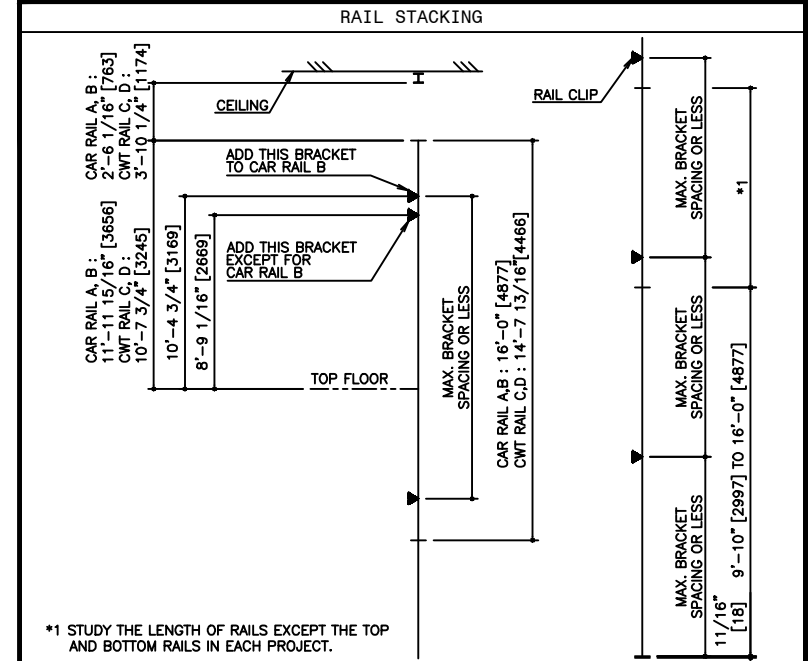 RAIL STACKING
CAR RAIL A, B :
2'-6 1/16" [763]
CWT RAIL C, D :
3'-10 1/4" [1174]
CEILING
ADD THIS BRACKET
TO CAR RAIL B
ADD THIS BRACKET
EXCEPT FOR
CAR RAIL B
CAR RAIL A, B :
11'-11 15/16" [3656]
CWT RAIL C, D :
10'-7 3/4" [3245]
10'-4 3/4" [3169]
8'-9 1/16" [2669]
TOP FLOOR
MAX. BRACKET
SPACING OR LESS
CAR RAIL A,B : 16'-0" [4877]
CWT RAIL C,D : 14'-7 13/16"[4466]
RAIL CLIP
MAX. BRACKET
SPACING OR LESS
*1
MAX. BRACKET
SPACING OR LESS
9'-10" [2997] TO 16'-0" [4877]
MAX. BRACKET
SPACING OR LESS
11/16"
[18]
*1 STUDY THE LENGTH OF RAILS EXCEPT THE TOP
AND BOTTOM RAILS IN EACH PROJECT.